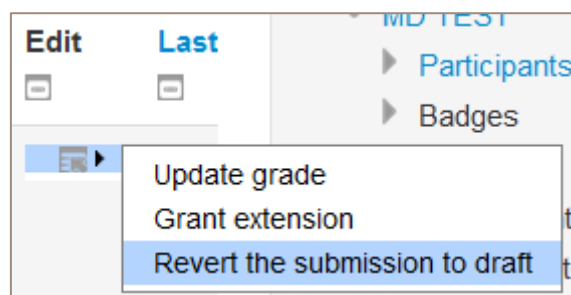 Edit Last
MD TEST
Participants
Badges
Update grade
Grant extension
Revert the submission to draft